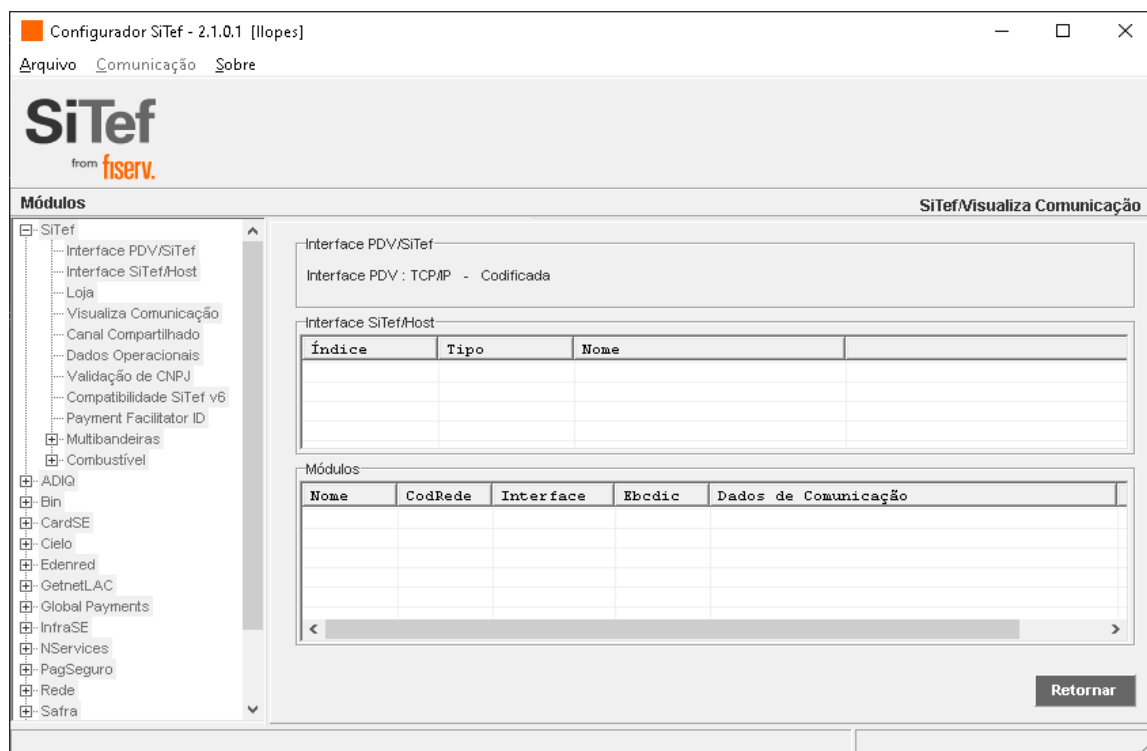 Configurador SiTef - 2.1.0.1 [llopes]
Arquivo Comunicação Sobre
SiTef
from fiserv.
Módulos
SiTef/Visualiza Comunicação
SiTef
Interface PDV/SiTef
Interface SiTef/Host
Loja
Visualiza Comunicação
Canal Compartilhado
Dados Operacionais
Validação de CNPJ
Compatibilidade SiTef v6
Payment Facilitator ID
Multibandeiras
Combustível
ADIQ
Bin
CardSE
Cielo
Edenred
GetnetLAC
Global Payments
InfraSE
NServices
PagSeguro
Rede
Safra
Interface PDV/SiTef
Interface PDV : TCP/IP - Codificada
Interface SiTef/Host
Índice Tipo Nome
Módulos
Nome CodRede Interface Ebcdic Dados de Comunicação
Retornar